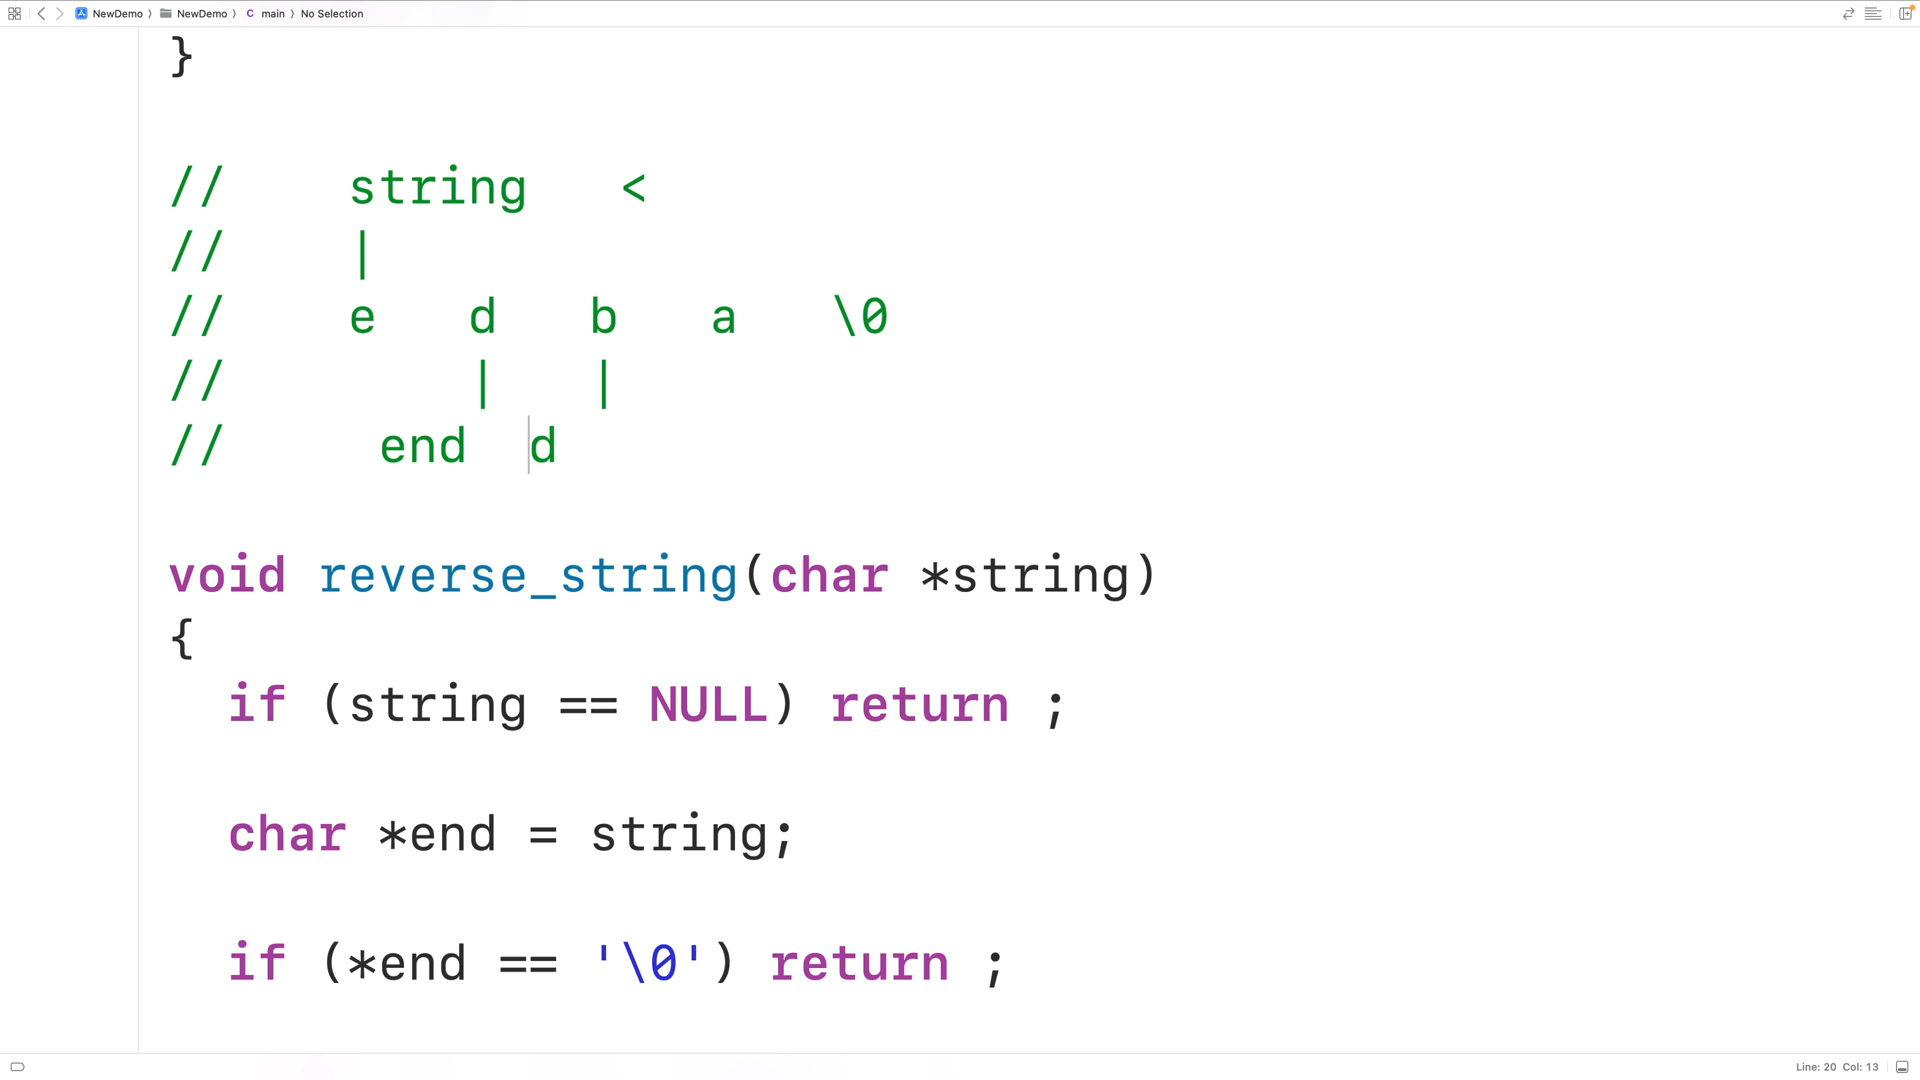 NewDemo 〉 NewDemo 〉 C main 〉 No Selection
}
//    string   <
//    |
//    e   d   b   a   \0
//        |   |
//     end  d
void reverse_string(char *string)
{
  if (string == NULL) return ;
  char *end = string;
  if (*end == '\0') return ;
Line: 20 Col: 13